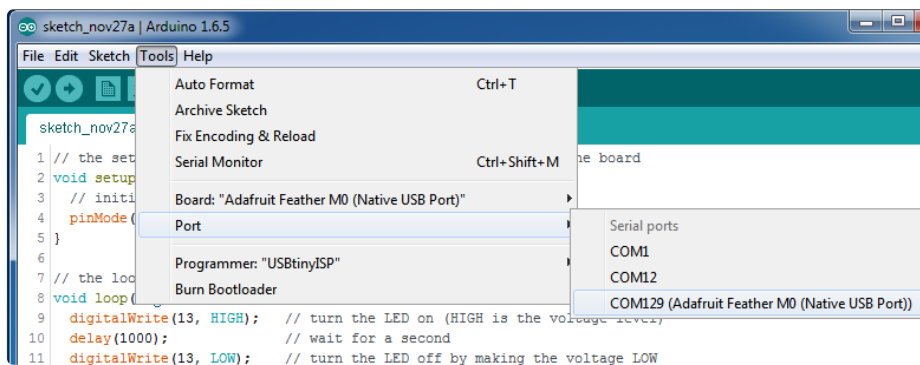 sketch_nov27a | Arduino 1.6.5
File Edit Sketch Tools Help
Auto Format Ctrl+T
Archive Sketch
sketch_nov27a
Fix Encoding & Reload
1 // the set
Serial Monitor Ctrl+Shift+M
he board
2 void setup
3 // initi
Board: "Adafruit Feather M0 (Native USB Port)"
4 pinMode(
Port
Serial ports
5 }
COM1
6
Programmer: "USBtinyISP"
7 // the loo
COM12
Burn Bootloader
8 void loop(
COM129 (Adafruit Feather M0 (Native USB Port))
9 digitalWrite(13, HIGH); // turn the LED on (HIGH is the voltage level)
10 delay(1000); // wait for a second
11 digitalWrite(13, LOW); // turn the LED off by making the voltage LOW